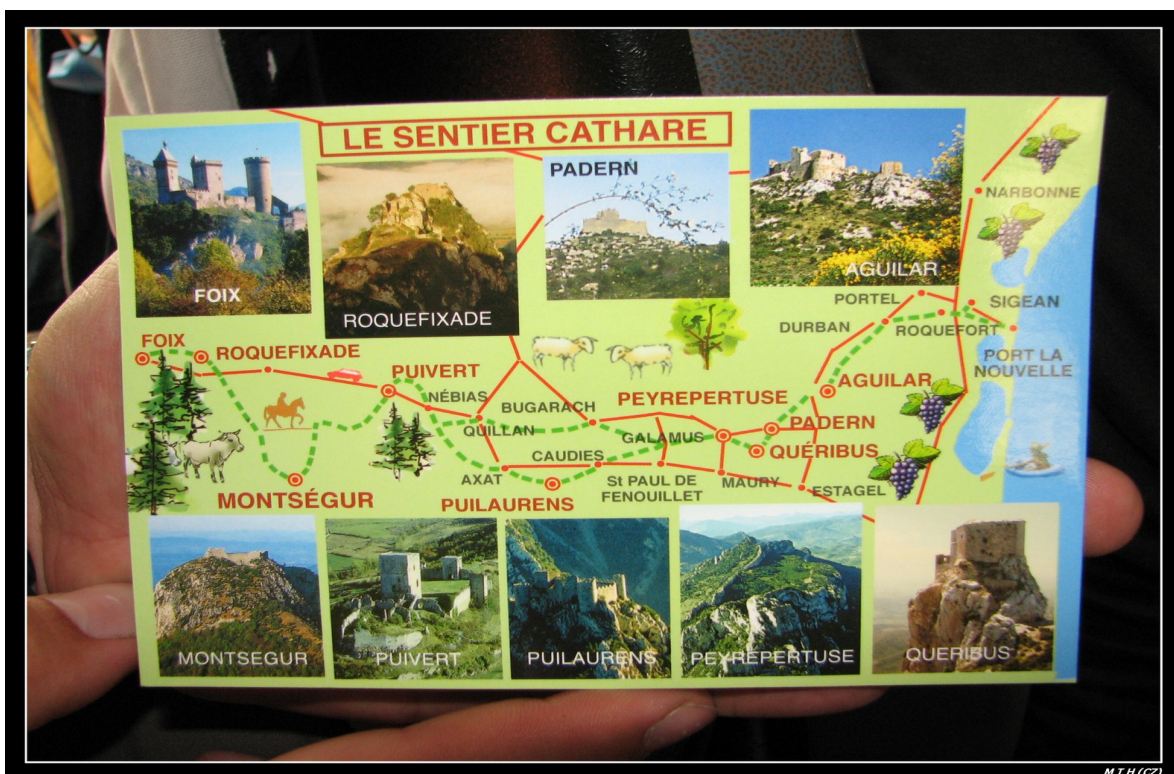 LE SENTIER CATHARE
FOIX
ROQUEFIXADE
PADERN
AGUILAR
NARBONNE
PORTEL
SIGEAN
DURBAN
ROQUEFORT
PORT LA
NOUVELLE
FOIX
ROQUEFIXADE
PUIVERT
NÉBIAS
BUGARACH
PEYREPERTUSE
AGUILAR
PADERN
QUILLAN
GALAMUS
QUÉRIBUS
CAUDIES
AXAT
St PAUL DE
FENOUILLET
MAURY
ESTAGEL
MONTSÉGUR
PUILAURENS
MONTSEGUR
PUIVERT
PUILAURENS
PEYREPERTUSE
QUERIBUS
M.T.H.(CZ)